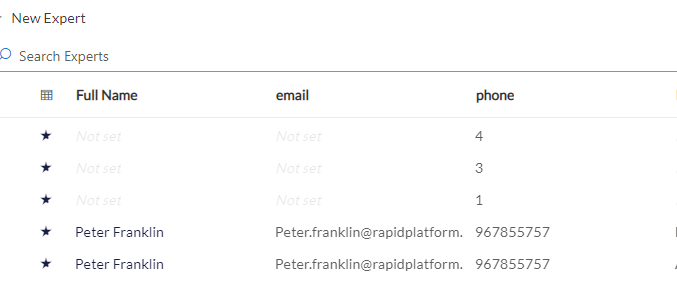 New Expert
Search Experts
Full Name email phone
Not set Not set 4
Not set Not set 3
Not set Not set 1
Peter Franklin Peter.franklin@rapidplatform. 967855757
Peter Franklin Peter.franklin@rapidplatform. 967855757